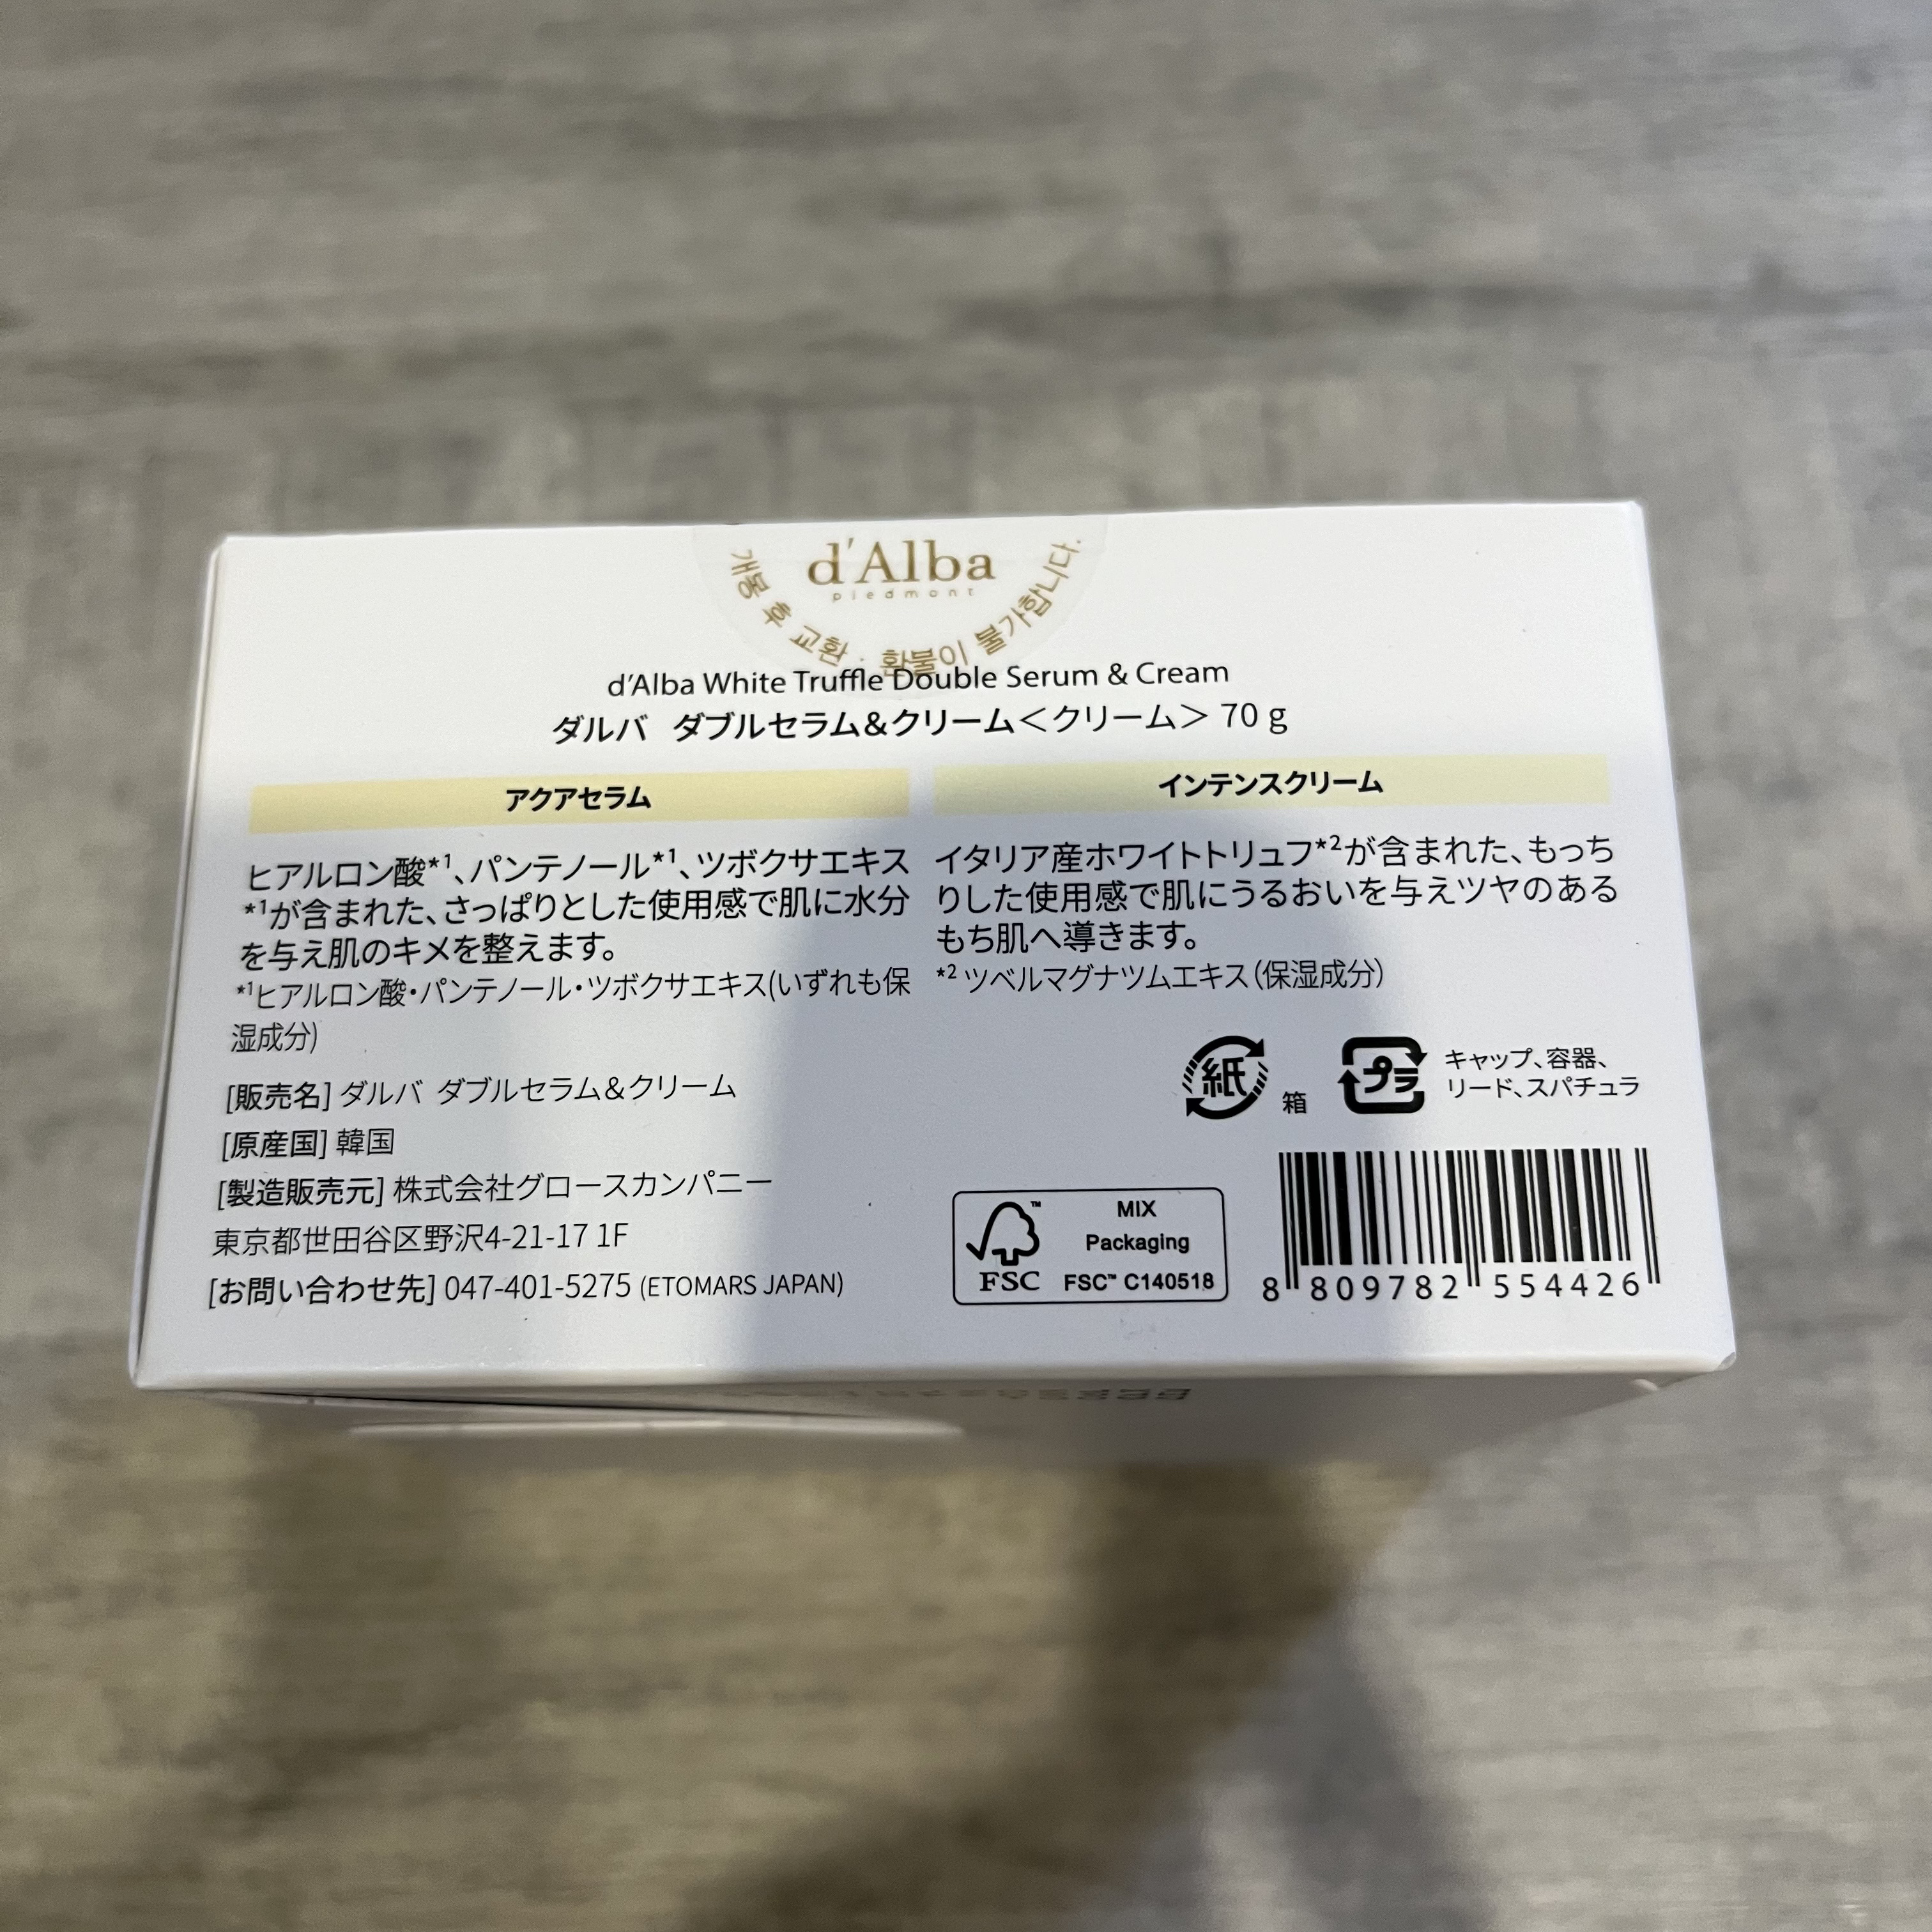 d'Alba
piedmont
개봉 후 교환 · 환불이 불가합니다.
d'Alba White Truffle Double Serum & Cream
ダルバ ダブルセラム&クリーム<クリーム> 70 g
アクアセラム
ヒアルロン酸*1、パンテノール*1、ツボクサエキス
*1が含まれた、さっぱりとした使用感で肌に水分
を与え肌のキメを整えます。
*1ヒアルロン酸・パンテノール・ツボクサエキス(いずれも保
湿成分)
インテンスクリーム
イタリア産ホワイトトリュフ*2が含まれた、もっち
りした使用感で肌にうるおいを与えツヤのある
もち肌へ導きます。
*2 ツベルマグナツムエキス(保湿成分)
[販売名] ダルバ ダブルセラム&クリーム
[原産国] 韓国
[製造販売元] 株式会社グロースカンパニー
東京都世田谷区野沢4-21-17 1F
[お問い合わせ先] 047-401-5275 (ETOMARS JAPAN)
紙 箱
プラ
キャップ、容器、
リード、スパチュラ
FSC
MIX
Packaging
FSC™ C140518
8 809782 554426